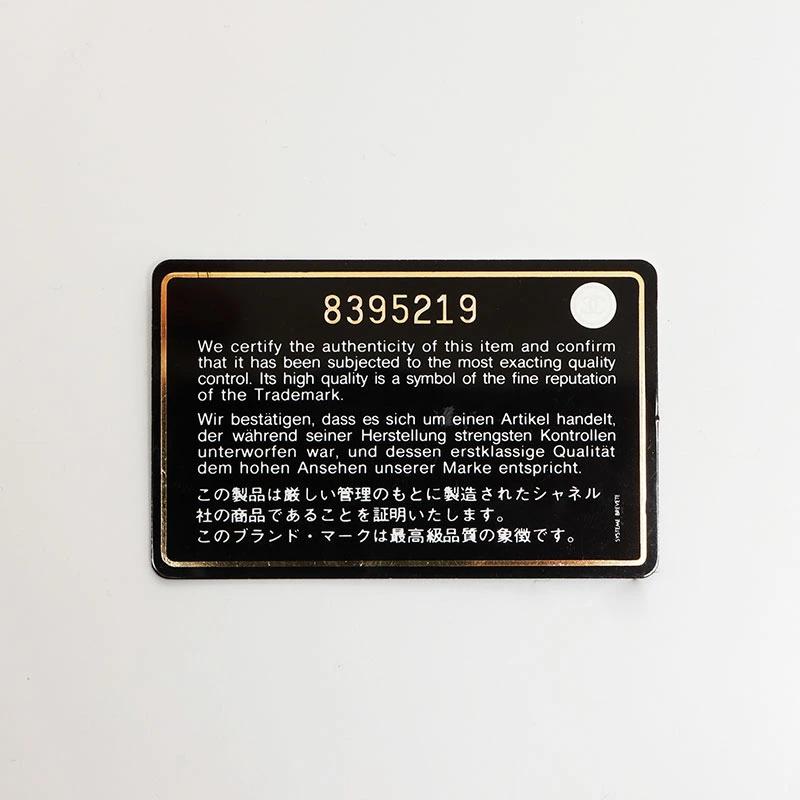 8395219
We certify the authenticity of this item and confirm
that it has been subjected to the most exacting quality
control. Its high quality is a symbol of the fine reputation
of the Trademark.
Wir bestätigen, dass es sich um einen Artikel handelt,
der während seiner Herstellung strengsten Kontrollen
unterworfen war, und dessen erstklassige Qualität
dem hohen Ansehen unserer Marke entspricht.
この製品は厳しい管理のもとに製造されたシャネル
社の商品であることを証明いたします。
このブランド・マークは最高級品質の象徴です。
SYSTEME BREVETE